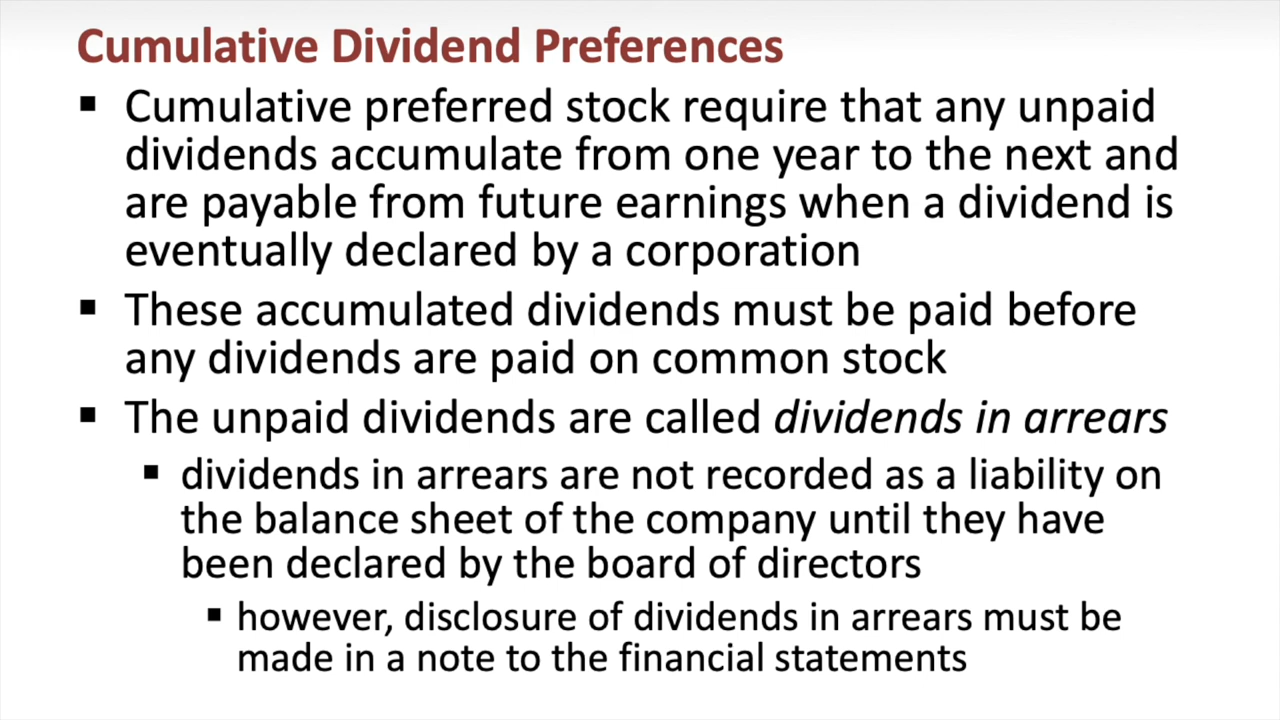 Cumulative Dividend Preferences
▪ Cumulative preferred stock require that any unpaid
dividends accumulate from one year to the next and
are payable from future earnings when a dividend is
eventually declared by a corporation
▪ These accumulated dividends must be paid before
any dividends are paid on common stock
▪ The unpaid dividends are called dividends in arrears
▪ dividends in arrears are not recorded as a liability on
the balance sheet of the company until they have
been declared by the board of directors
▪ however, disclosure of dividends in arrears must be
made in a note to the financial statements